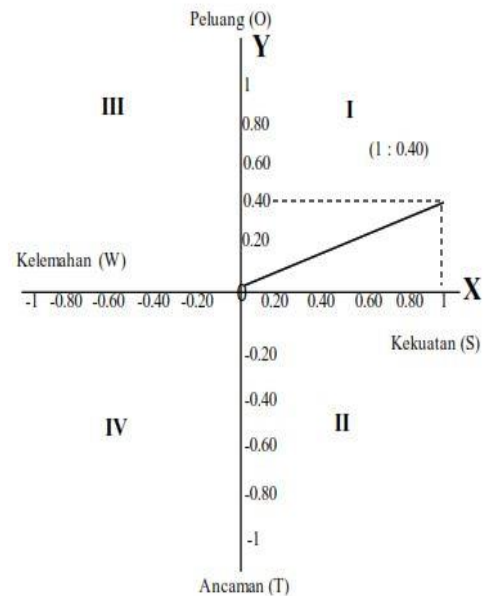 Peluang (O)
Y
1
III
I
0.80
(1 : 0.40)
0.60
0.40
0.20
Kelemahan (W)
X
-1 -0.80 -0.60 -0.40 -0.20 0 0.20 0.40 0.60 0.80 1
Kekuatan (S)
-0.20
-0.40
IV
II
-0.60
-0.80
-1
Ancaman (T)